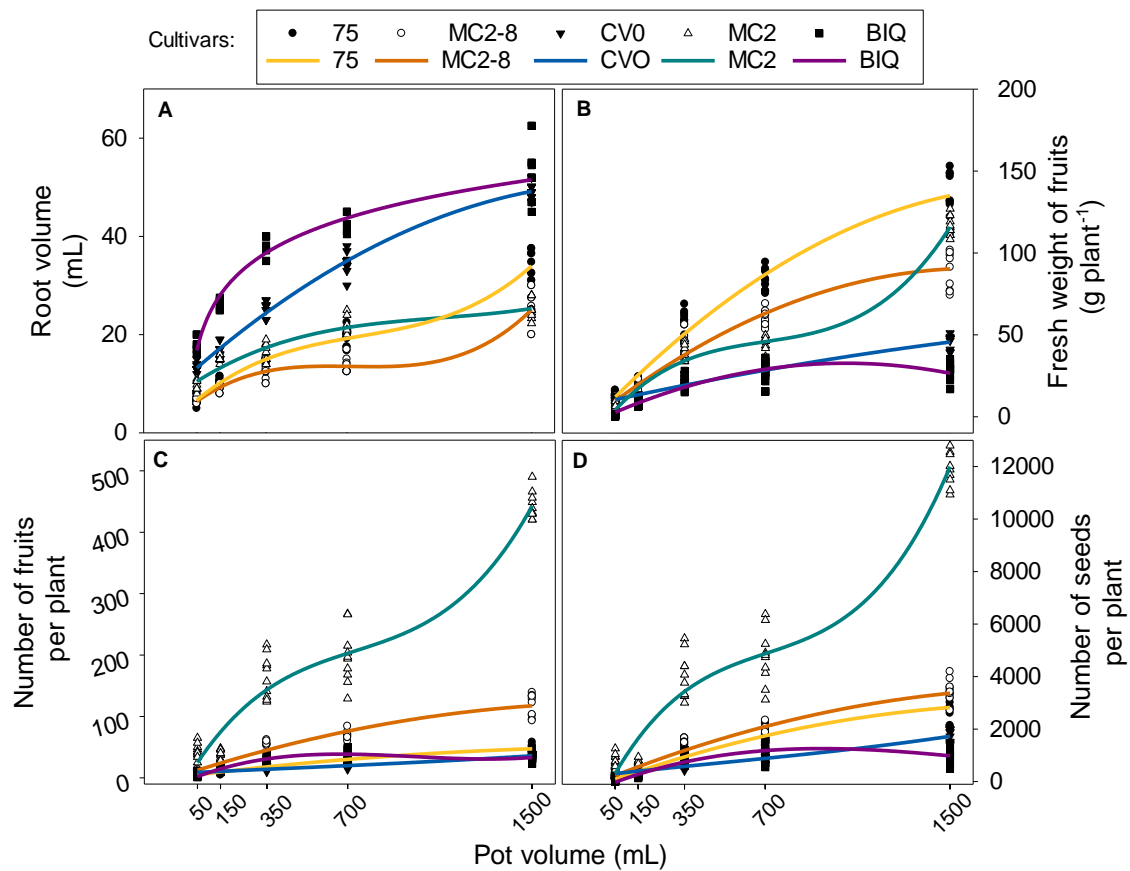 Cultivars: 75 MC2-8 CV0 MC2 BIQ
75 MC2-8 CVO MC2 BIQ
A
Root volume
(mL)
60
40
20
0
B
200
150
100
50
0
Fresh weight of fruits
(g plant-1)
C
Number of fruits
per plant
500
400
300
200
100
0
D
12000
10000
8000
6000
4000
2000
0
Number of seeds
per plant
50 150 350 700 1500
50 150 350 700 1500
Pot volume (mL)